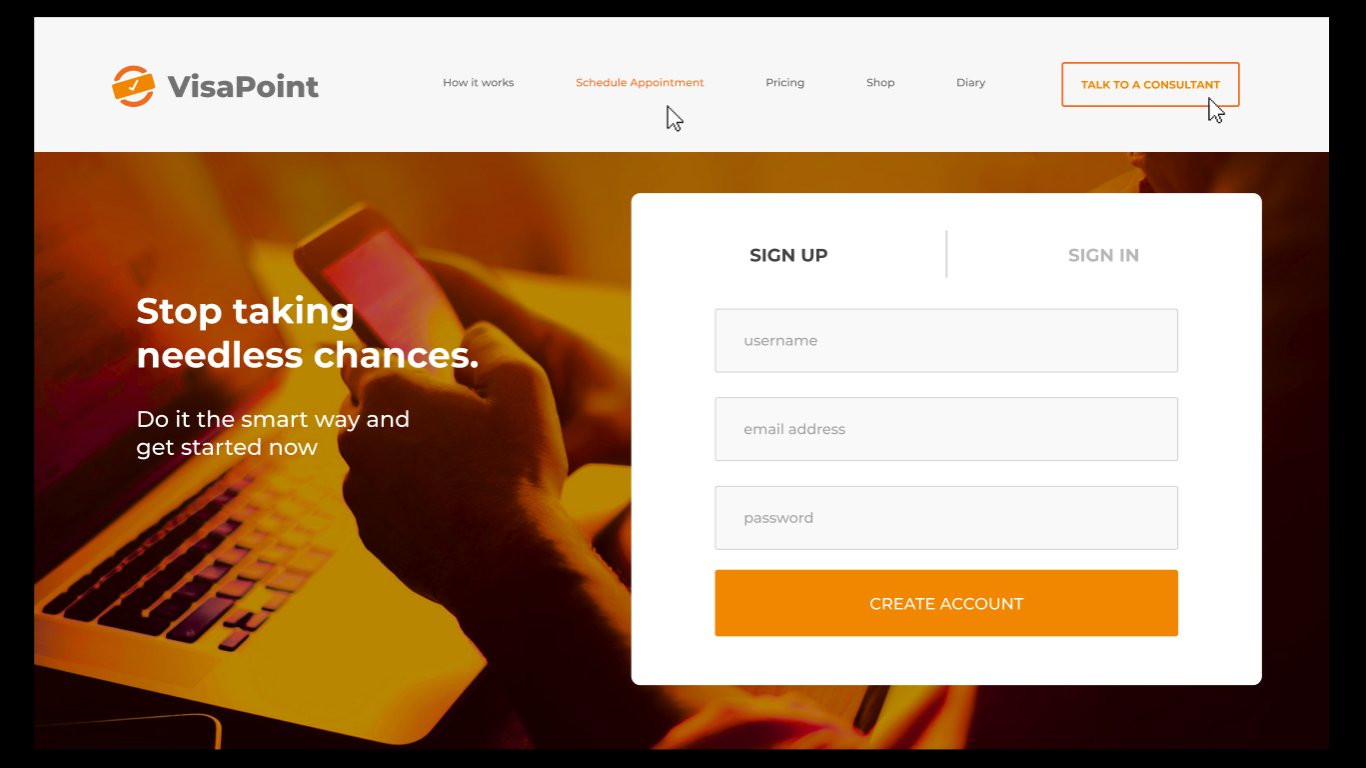 VisaPoint
How it works
Schedule Appointment
Pricing
Shop
Diary
TALK TO A CONSULTANT
Stop taking
needless chances.
Do it the smart way and
get started now
SIGN UP
SIGN IN
username
email address
password
CREATE ACCOUNT